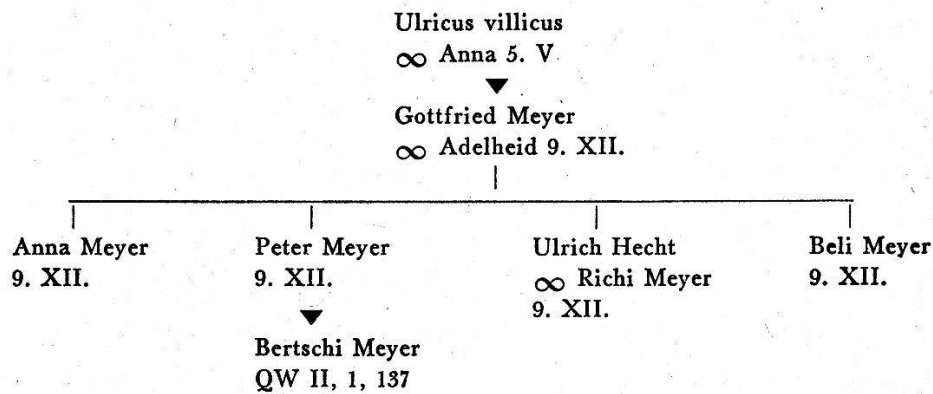 Ulricus villicus
∞ Anna 5. V
Gottfried Meyer
∞ Adelheid 9. XII.
Anna Meyer
9. XII.
Peter Meyer
9. XII.
Bertschi Meyer
QW II, 1, 137
Ulrich Hecht
∞ Richi Meyer
9. XII.
Beli Meyer
9. XII.